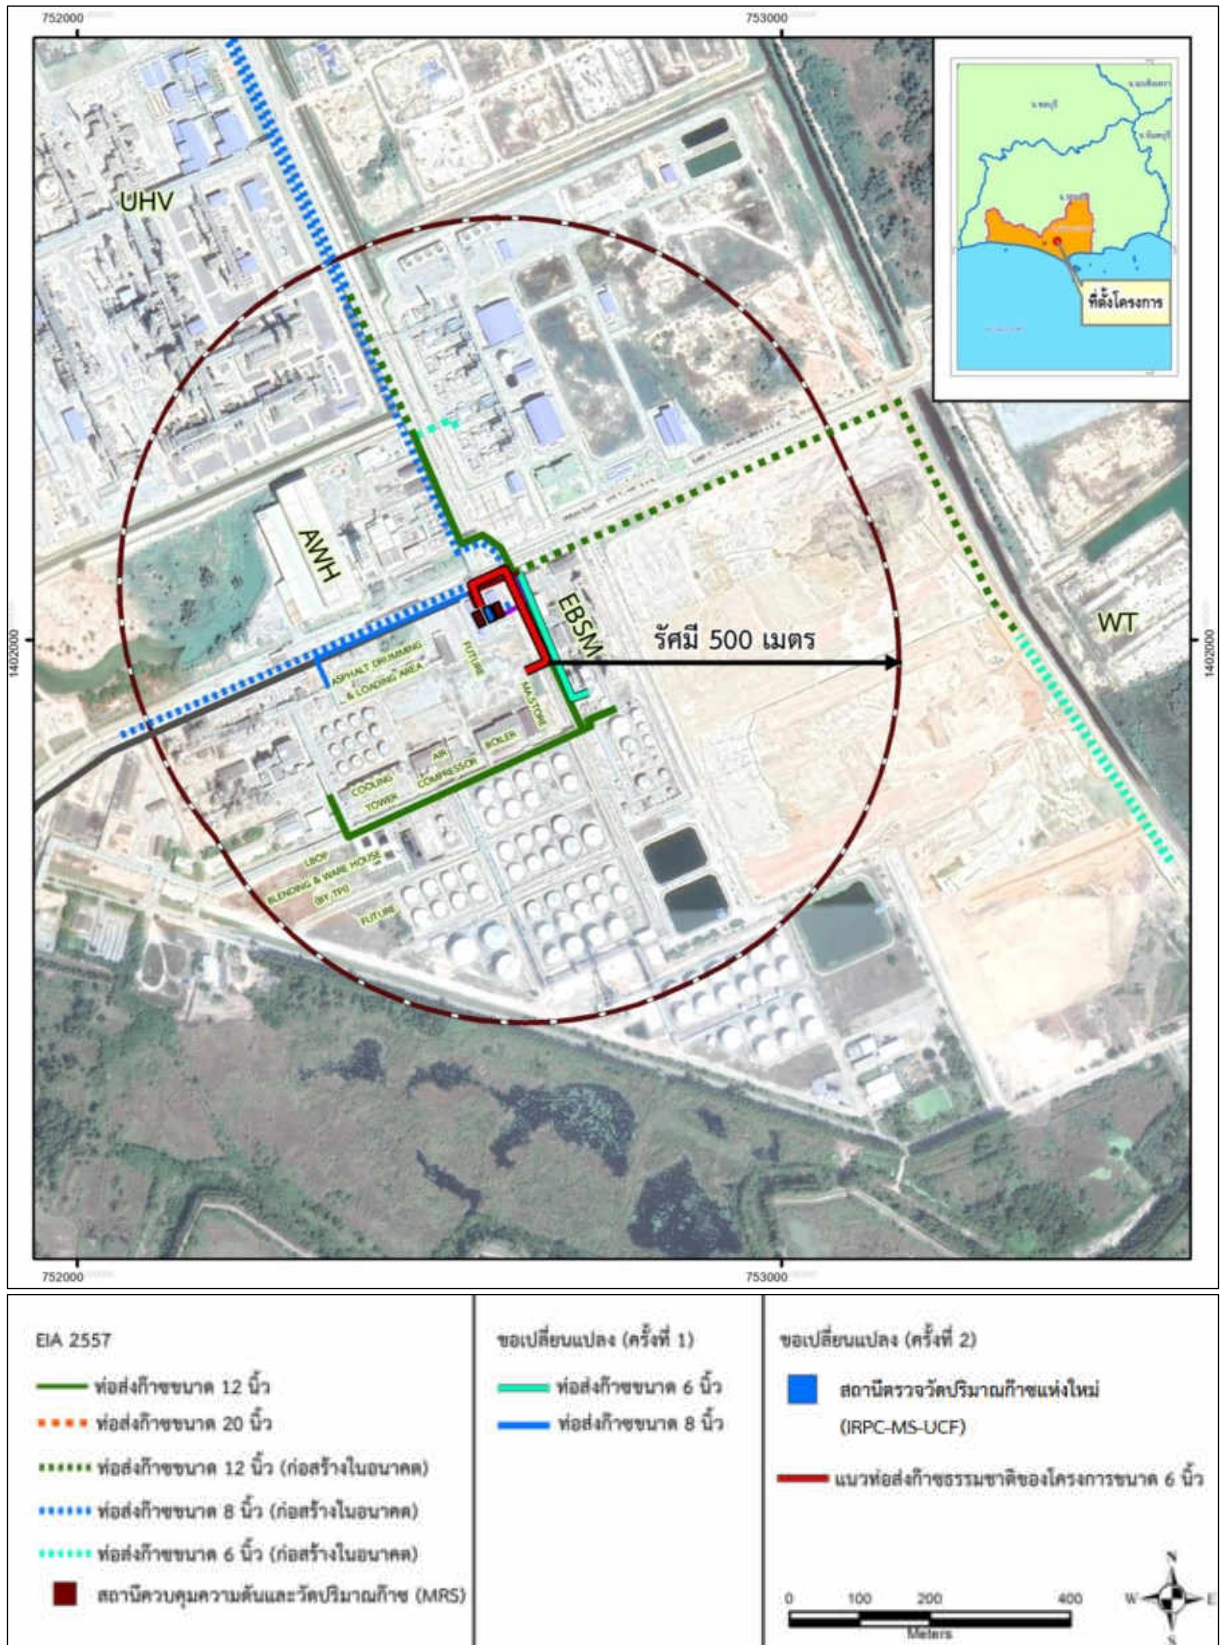 752000
753000
จ.ชลบุรี
จ.ระยอง
ที่ตั้งโครงการ
UHV
AWH
EBSM
WT
1402000
1402000
รัศมี 500 เมตร
ASPHALT DRUMMING
& LOADING AREA
FUTURE
MA.STORE
BOILER
AIR
COMPRESSOR
COOLING
TOWER
LBOP
BLENDING & WARE HOUSE
(BY TPI)
FUTURE
752000
753000
EIA 2557
ท่อส่งก๊าซขนาด 12 นิ้ว
ท่อส่งก๊าซขนาด 20 นิ้ว
ท่อส่งก๊าซขนาด 12 นิ้ว (ก่อสร้างในอนาคต)
ท่อส่งก๊าซขนาด 8 นิ้ว (ก่อสร้างในอนาคต)
ท่อส่งก๊าซขนาด 6 นิ้ว (ก่อสร้างในอนาคต)
สถานีควบคุมความดันและวัดปริมาณก๊าซ (MRS)
ขอเปลี่ยนแปลง (ครั้งที่ 1)
ท่อส่งก๊าซขนาด 6 นิ้ว
ท่อส่งก๊าซขนาด 8 นิ้ว
ขอเปลี่ยนแปลง (ครั้งที่ 2)
สถานีตรวจวัดปริมาณก๊าซแห่งใหม่
(IRPC-MS-UCF)
แนวท่อส่งก๊าซธรรมชาติของโครงการขนาด 6 นิ้ว
0 100 200 400
Meters
N
W E
S